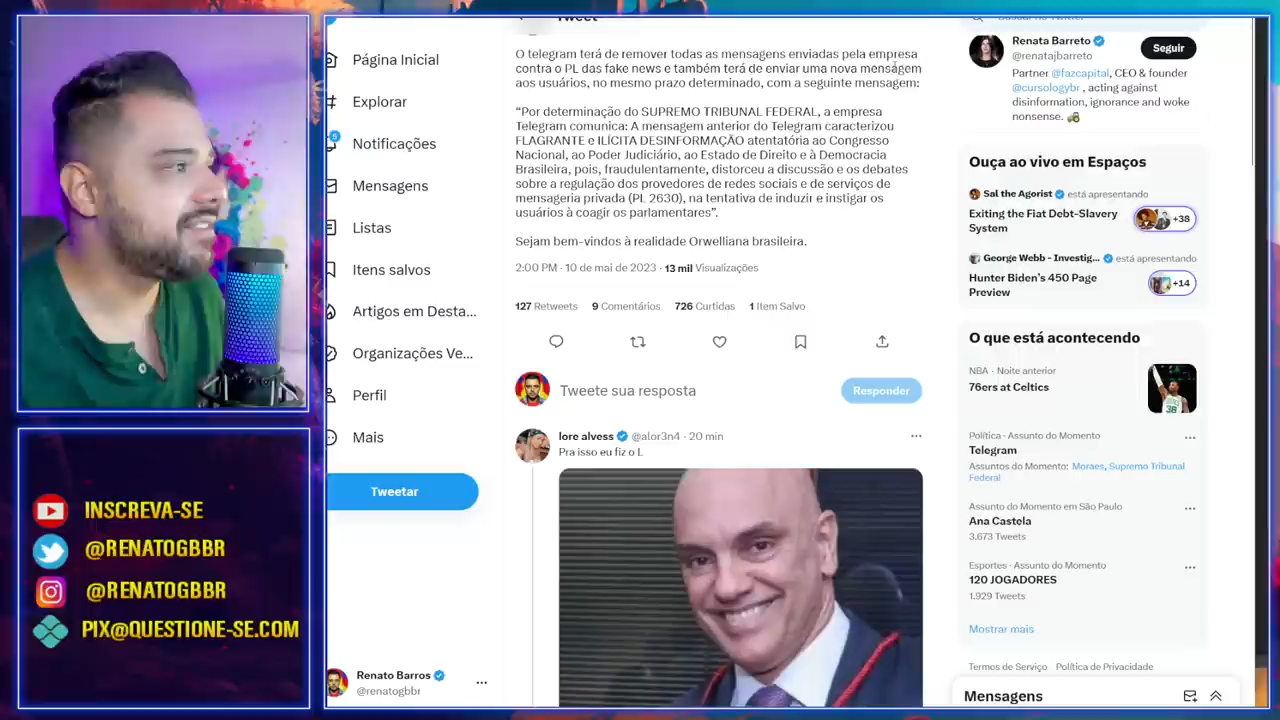 INSCREVA-SE
@RENATOGBBR
@RENATOGBBR
PIX@QUESTIONE-SE.COM
Página Inicial
Explorar
5
Notificações
Mensagens
Listas
Itens salvos
Artigos em Desta...
Organizações Ve...
Perfil
Mais
Tweetar
Renato Barros
@renatogbbr
Tweet
O telegram terá de remover todas as mensagens enviadas pela empresa
contra o PL das fake news e também terá de enviar uma nova mensagem
aos usuários, no mesmo prazo determinado, com a seguinte mensagem:
“Por determinação do SUPREMO TRIBUNAL FEDERAL, a empresa
Telegram comunica: A mensagem anterior do Telegram caracterizou
FLAGRANTE e ILÍCITA DESINFORMAÇÃO atentatória ao Congresso
Nacional, ao Poder Judiciário, ao Estado de Direito e à Democracia
Brasileira, pois, fraudulentamente, distorceu a discussão e os debates
sobre a regulação dos provedores de redes sociais e de serviços de
mensageria privada (PL 2630), na tentativa de induzir e instigar os
usuários à coagir os parlamentares”.
Sejam bem-vindos à realidade Orwelliana brasileira.
2:00 PM · 10 de mai de 2023 · 13 mil Visualizações
127 Retweets 9 Comentários 726 Curtidas 1 Item Salvo
Tweete sua resposta
Responder
lore alvess @alor3n4 · 20 min
Pra isso eu fiz o L
Buscar no Twitter
Renata Barreto
@renatajbarreto
Seguir
Partner @fazcapital, CEO & founder
@cursologybr , acting against
disinformation, ignorance and woke
nonsense.
Ouça ao vivo em Espaços
Sal the Agorist está apresentando
Exiting the Fiat Debt-Slavery
System
+38
George Webb - Investig... está apresentando
Hunter Biden's 450 Page
Preview
+14
O que está acontecendo
NBA · Noite anterior
76ers at Celtics
Política · Assunto do Momento
Telegram
Assuntos do Momento: Moraes, Supremo Tribunal
Federal
Assunto do Momento em São Paulo
Ana Castela
3.673 Tweets
Esportes · Assunto do Momento
120 JOGADORES
1.929 Tweets
Mostrar mais
Termos de Serviço Política de Privacidade
Mensagens